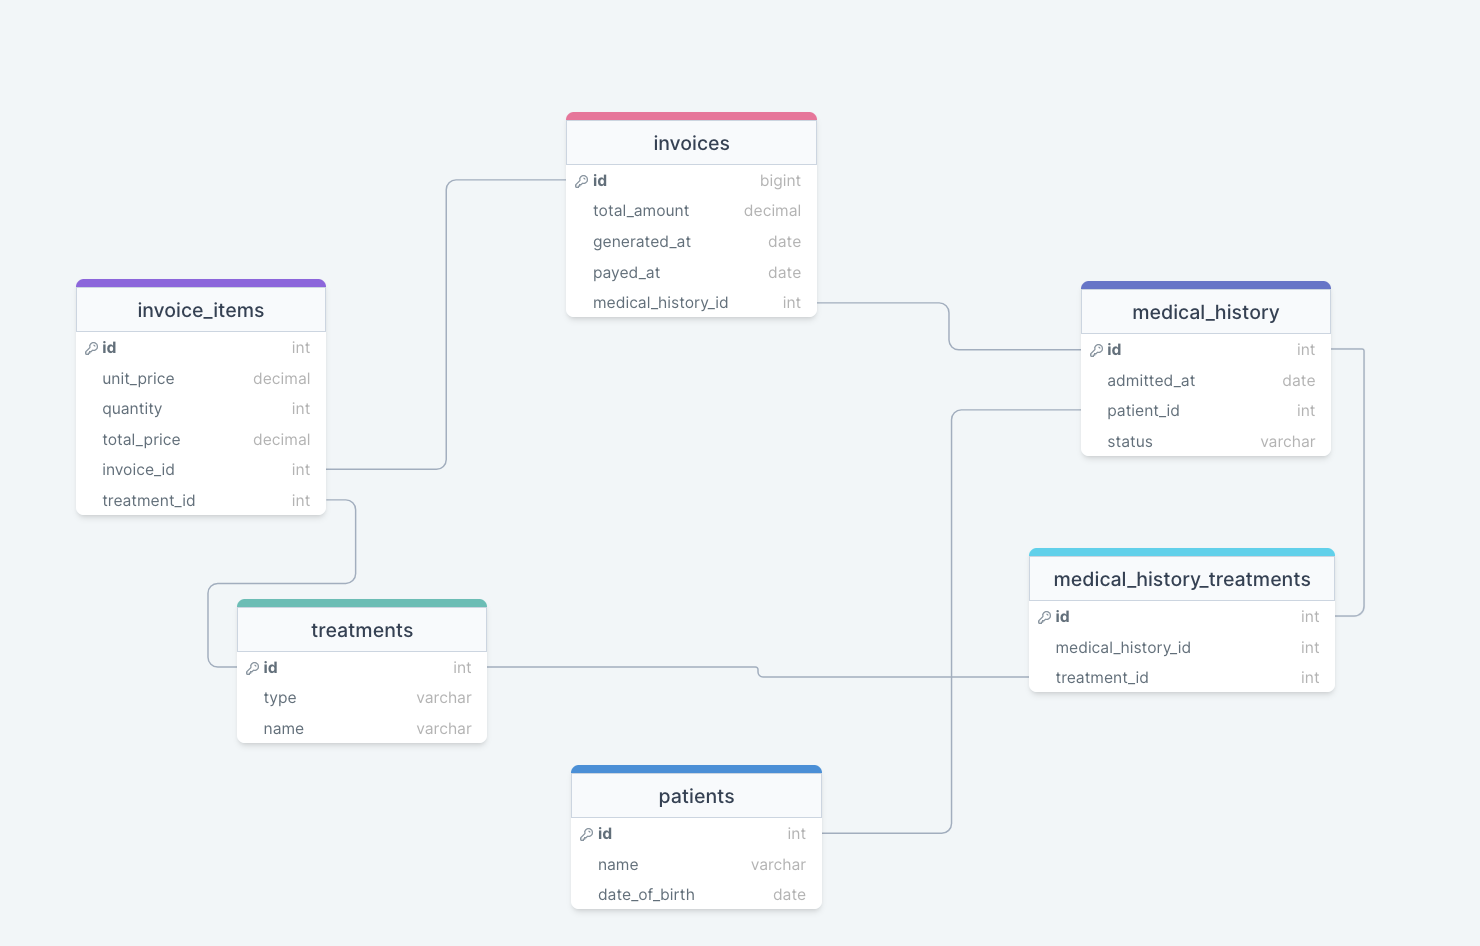 invoices
id bigint
total_amount decimal
generated_at date
payed_at date
medical_history_id int
invoice_items
id int
unit_price decimal
quantity int
total_price decimal
invoice_id int
treatment_id int
medical_history
id int
admitted_at date
patient_id int
status varchar
medical_history_treatments
id int
medical_history_id int
treatment_id int
treatments
id int
type varchar
name varchar
patients
id int
name varchar
date_of_birth date